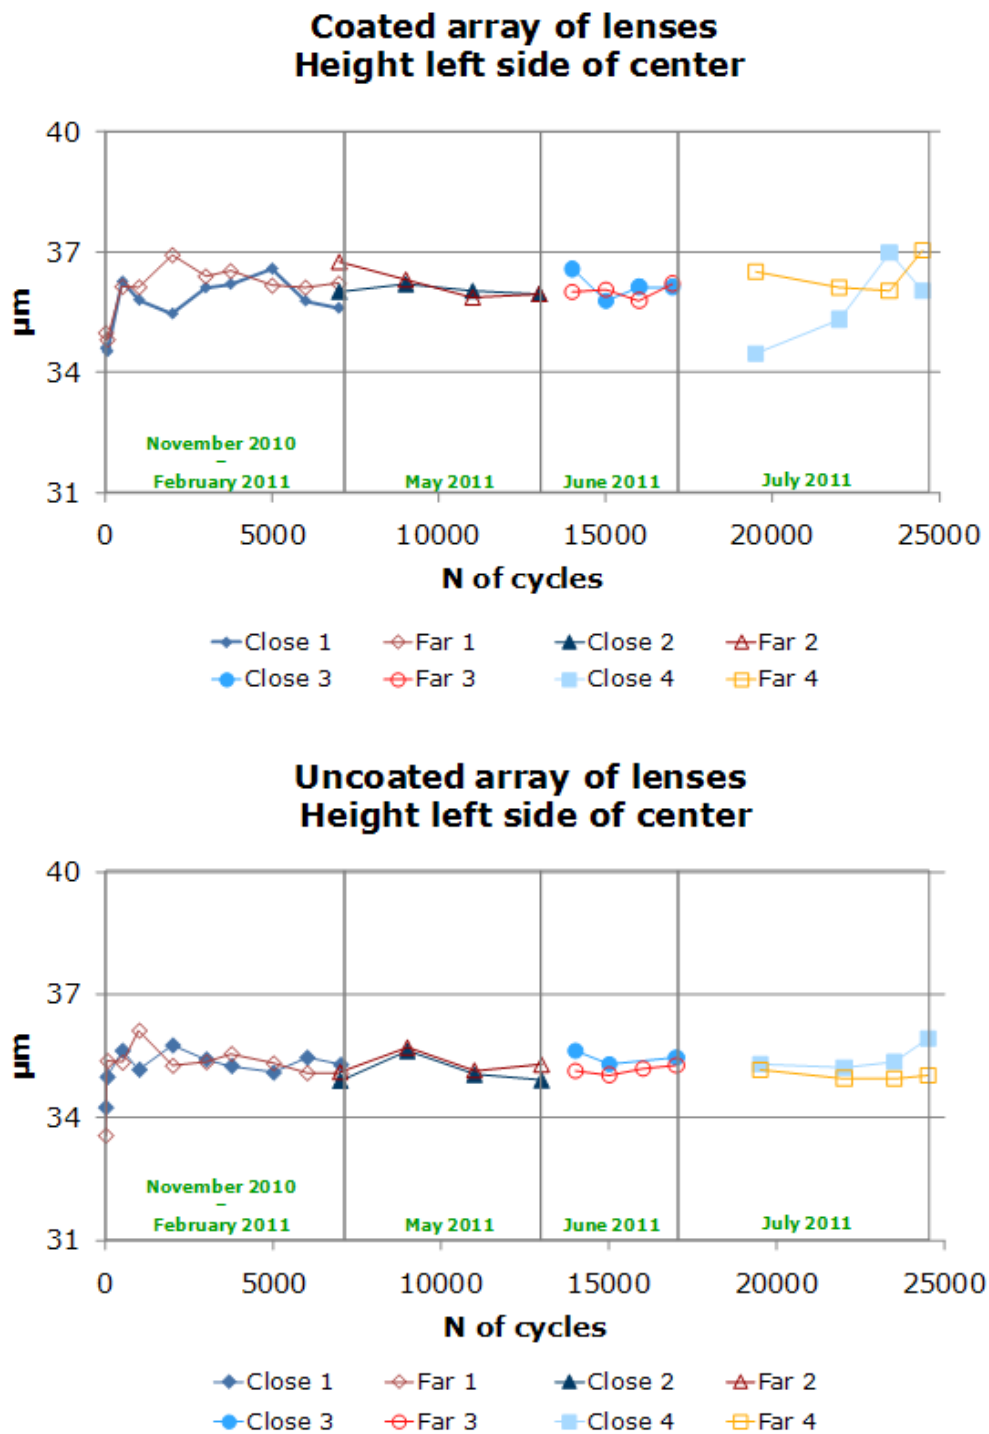 Coated array of lenses
Height left side of center
40
37
34
31
µm
November 2010
–
February 2011
May 2011
June 2011
July 2011
0 5000 10000 15000 20000 25000
N of cycles
Close 1 Far 1 Close 2 Far 2
Close 3 Far 3 Close 4 Far 4
Uncoated array of lenses
Height left side of center
40
37
34
31
µm
November 2010
–
February 2011
May 2011
June 2011
July 2011
0 5000 10000 15000 20000 25000
N of cycles
Close 1 Far 1 Close 2 Far 2
Close 3 Far 3 Close 4 Far 4